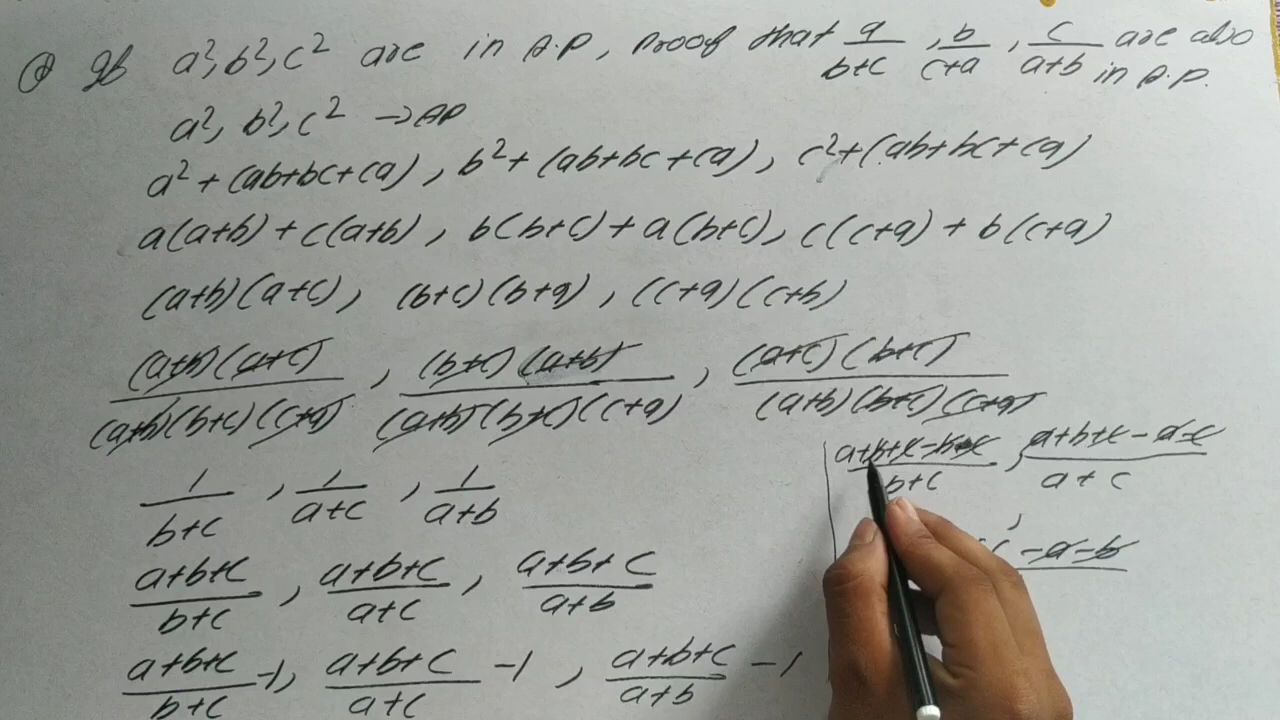 Q If a², b², c² are in A.P, proof that a/(b+c), b/(c+a), c/(a+b) are also in A.P.
a², b², c² → AP
a² + (ab+bc+ca), b² + (ab+bc+ca), c² + (ab+bc+ca)
a(a+b) + c(a+b), b(b+c) + a(b+c), c(c+a) + b(c+a)
(a+b)(a+c), (b+c)(b+a), (c+a)(c+b)
(a+b)(a+c)/(a+b)(b+c)(c+a), (b+c)(a+b)/(a+b)(b+c)(c+a), (a+c)(b+c)/(a+b)(b+c)(c+a)
1/(b+c), 1/(a+c), 1/(a+b)
(a+b+c)/(b+c), (a+b+c)/(a+c), (a+b+c)/(a+b)
(a+b+c)/(b+c) -1, (a+b+c)/(a+c) -1, (a+b+c)/(a+b) -1
(a+b+c-b-c)/(b+c), (a+b+c-a-c)/(a+c),
-a-b